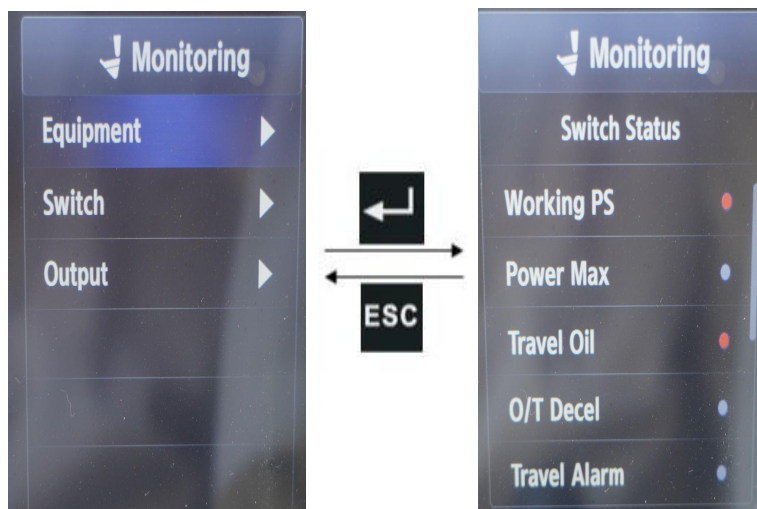 Monitoring
Equipment
Switch
Output
ESC
Monitoring
Switch Status
Working PS
Power Max
Travel Oil
O/T Decel
Travel Alarm